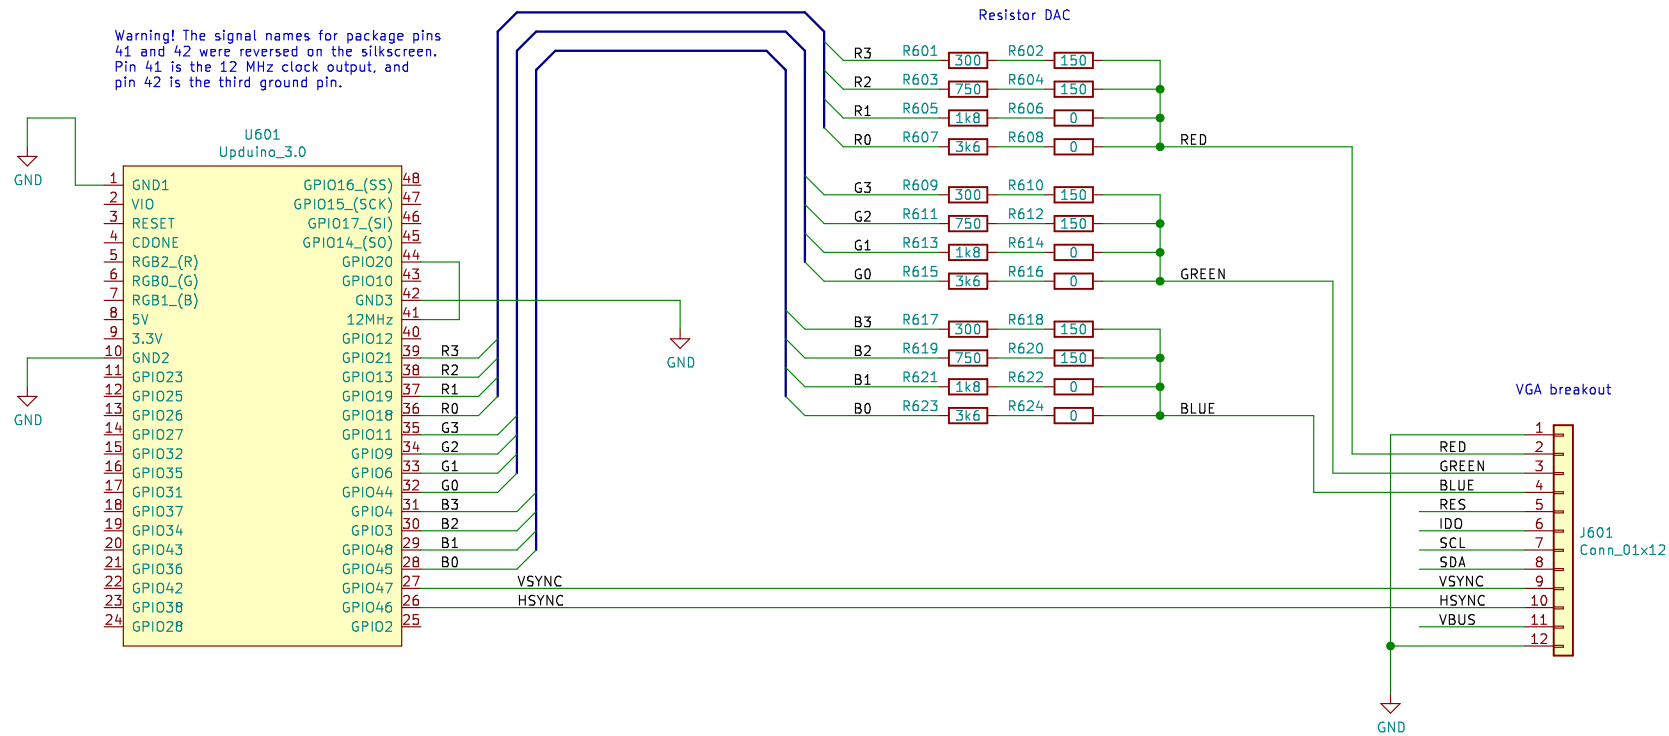 Resistor DAC
Warning! The signal names for package pins
41 and 42 were reversed on the silkscreen.
Pin 41 is the 12 MHz clock output, and
pin 42 is the third ground pin.
GND
U601
Upduino_3.0
1 GND1 GPIO16_(SS) 48
2 VIO GPIO15_(SCK) 47
3 RESET GPIO17_(SI) 46
4 CDONE GPIO14_(SO) 45
5 RGB2_(R) GPIO20 44
6 RGB0_(G) GPIO10 43
7 RGB1_(B) GND3 42
8 5V 12MHz 41
9 3.3V GPIO12 40
10 GND2 GPIO21 39 R3
11 GPIO23 GPIO13 38 R2
12 GPIO25 GPIO19 37 R1
13 GPIO26 GPIO18 36 R0
14 GPIO27 GPIO11 35 G3
15 GPIO32 GPIO9 34 G2
16 GPIO35 GPIO6 33 G1
17 GPIO31 GPIO44 32 G0
18 GPIO37 GPIO4 31 B3
19 GPIO34 GPIO3 30 B2
20 GPIO43 GPIO48 29 B1
21 GPIO36 GPIO45 28 B0
22 GPIO42 GPIO47 27 VSYNC
23 GPIO38 GPIO46 26 HSYNC
24 GPIO28 GPIO2 25
GND
GND
R3 R601 300 R602 150
R2 R603 750 R604 150
R1 R605 1k8 R606 0
R0 R607 3k6 R608 0 RED
G3 R609 300 R610 150
G2 R611 750 R612 150
G1 R613 1k8 R614 0
G0 R615 3k6 R616 0 GREEN
B3 R617 300 R618 150
B2 R619 750 R620 150
B1 R621 1k8 R622 0
B0 R623 3k6 R624 0 BLUE
VGA breakout
1
RED 2
GREEN 3
BLUE 4
RES 5
IDO 6
SCL 7
SDA 8
VSYNC 9
HSYNC 10
VBUS 11
12
J601
Conn_01x12
GND